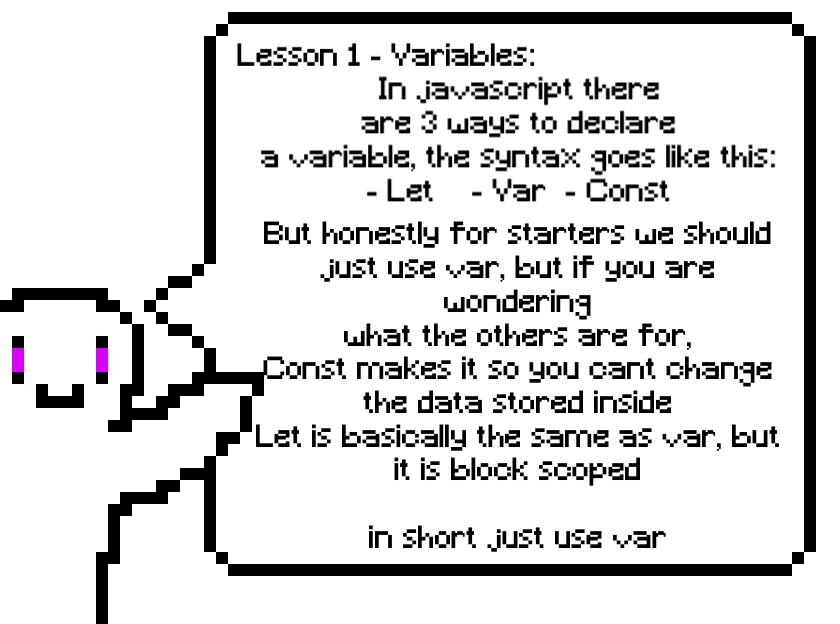 Lesson 1 - Variables:
In javascript there
are 3 ways to declare
a variable, the syntax goes like this:
- Let - Var - Const
But honestly for starters we should
just use var, but if you are
wondering
what the others are for,
Const makes it so you cant change
the data stored inside
Let is basically the same as var, but
it is block scoped
in short just use var